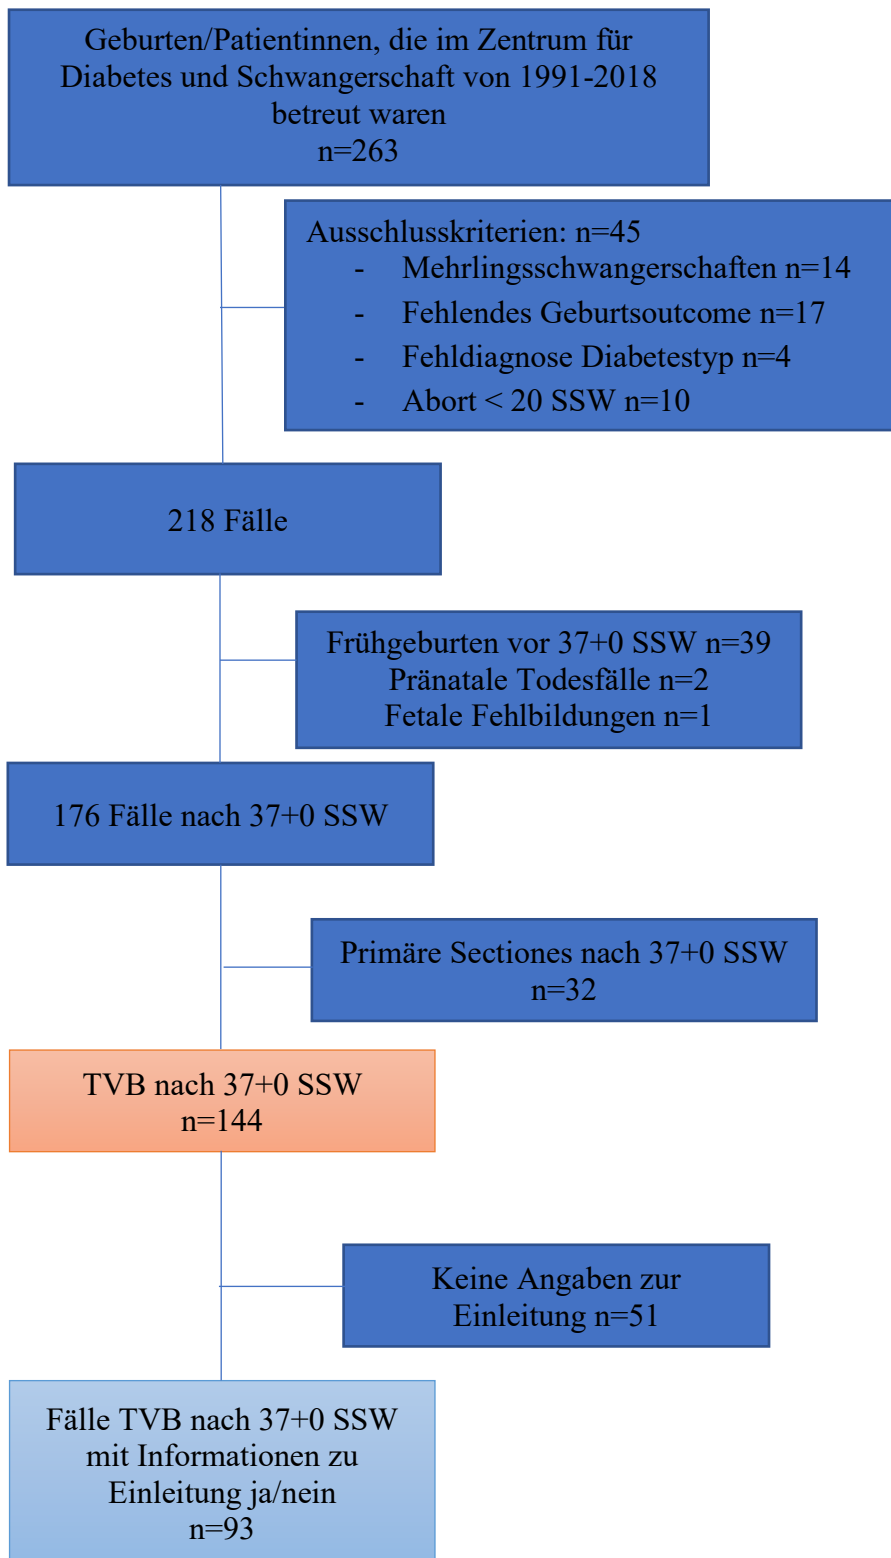 Geburten/Patientinnen, die im Zentrum für
Diabetes und Schwangerschaft von 1991-2018
betreut waren
n=263
Ausschlusskriterien: n=45
- Mehrlingsschwangerschaften n=14
- Fehlendes Geburtsoutcome n=17
- Fehldiagnose Diabetestyp n=4
- Abort < 20 SSW n=10
218 Fälle
Frühgeburten vor 37+0 SSW n=39
Pränatale Todesfälle n=2
Fetale Fehlbildungen n=1
176 Fälle nach 37+0 SSW
Primäre Sectiones nach 37+0 SSW
n=32
TVB nach 37+0 SSW
n=144
Keine Angaben zur
Einleitung n=51
Fälle TVB nach 37+0 SSW
mit Informationen zu
Einleitung ja/nein
n=93